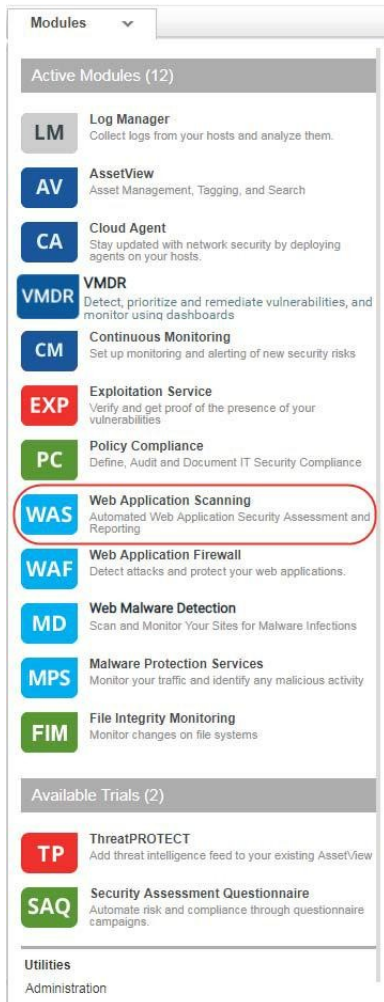 Modules
Active Modules (12)
LM
Log Manager
Collect logs from your hosts and analyze them.
AV
AssetView
Asset Management, Tagging, and Search
CA
Cloud Agent
Stay updated with network security by deploying
agents on your hosts.
VMDR
VMDR
Detect, prioritize and remediate vulnerabilities, and
monitor using dashboards
CM
Continuous Monitoring
Set up monitoring and alerting of new security risks
EXP
Exploitation Service
Verify and get proof of the presence of your
vulnerabilities
PC
Policy Compliance
Define, Audit and Document IT Security Compliance
WAS
Web Application Scanning
Automated Web Application Security Assessment and
Reporting
WAF
Web Application Firewall
Detect attacks and protect your web applications.
MD
Web Malware Detection
Scan and Monitor Your Sites for Malware Infections
MPS
Malware Protection Services
Monitor your traffic and identify any malicious activity
FIM
File Integrity Monitoring
Monitor changes on file systems
Available Trials (2)
TP
ThreatPROTECT
Add threat intelligence feed to your existing AssetView
SAQ
Security Assessment Questionnaire
Automate risk and compliance through questionnaire
campaigns.
Utilities
Administration